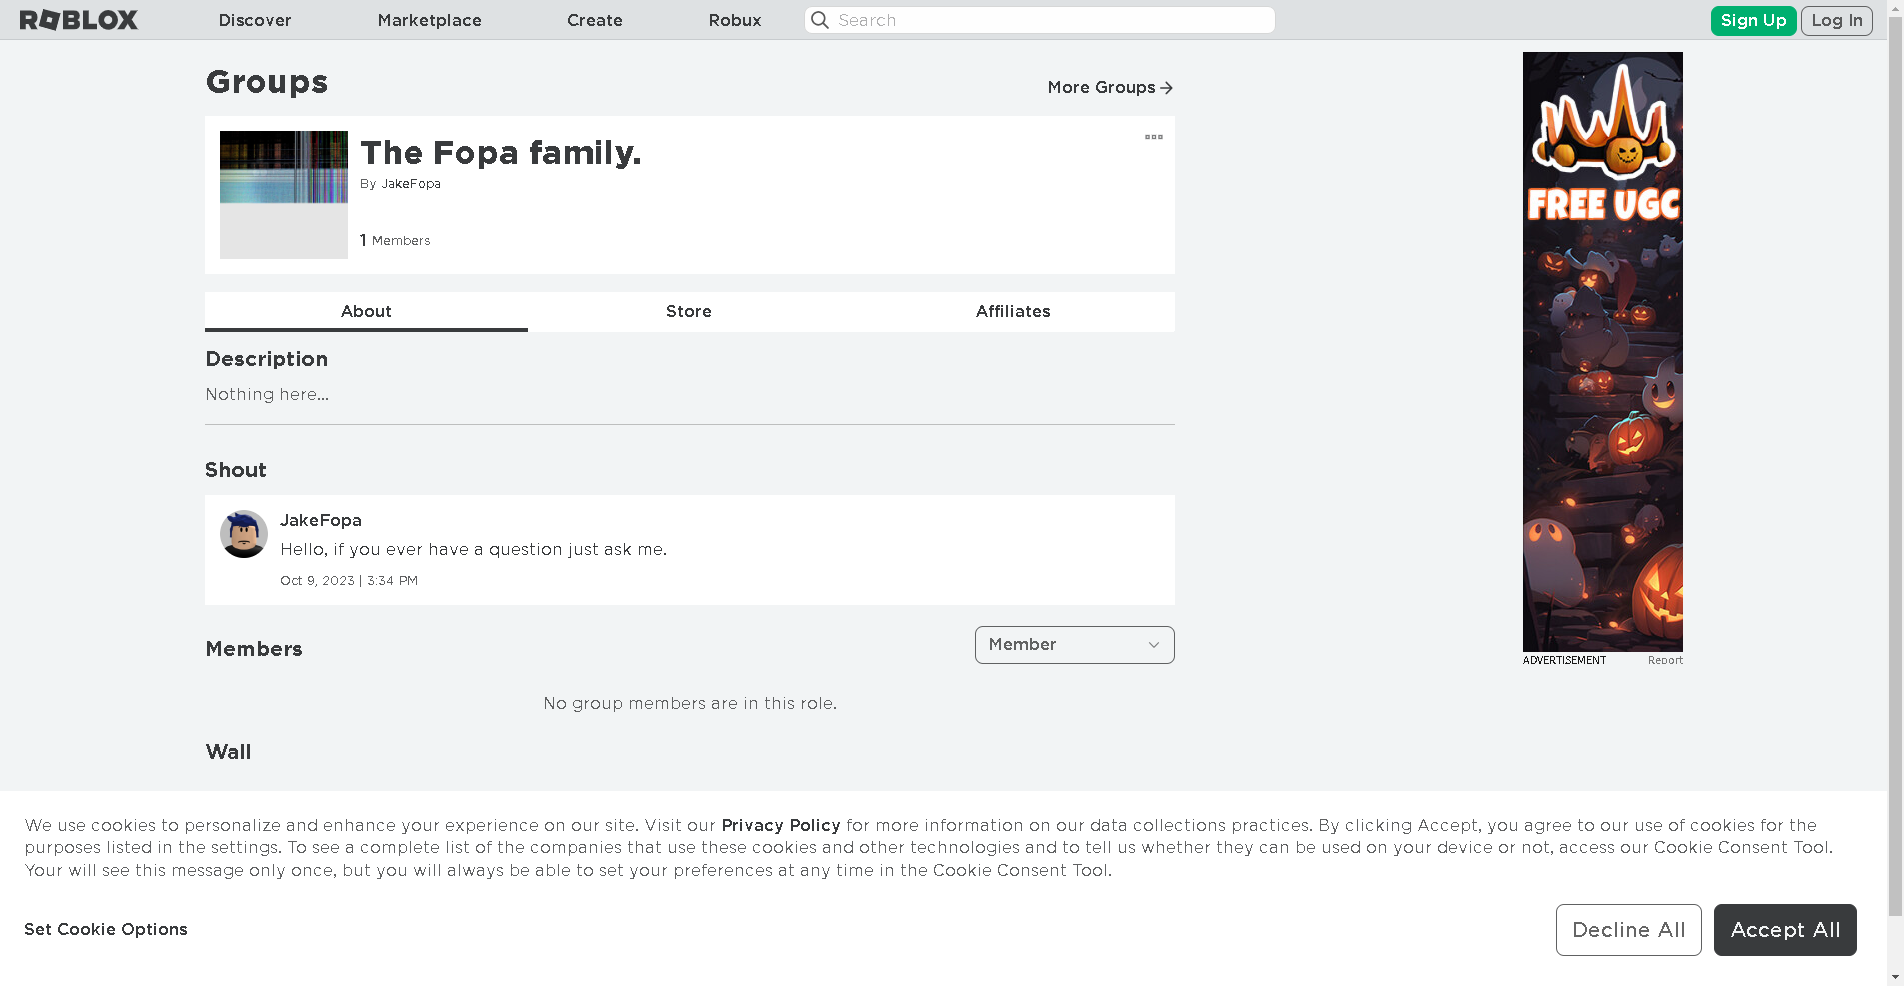 ROBLOX
Discover
Marketplace
Create
Robux
Search
Sign Up
Log In
Groups
More Groups
The Fopa family.
By JakeFopa
1 Members
About
Store
Affiliates
Description
Nothing here...
Shout
JakeFopa
Hello, if you ever have a question just ask me.
Oct 9, 2023 | 3:34 PM
Members
Member
No group members are in this role.
Wall
FREE UGC
ADVERTISEMENT
Report
We use cookies to personalize and enhance your experience on our site. Visit our Privacy Policy for more information on our data collections practices. By clicking Accept, you agree to our use of cookies for the
purposes listed in the settings. To see a complete list of the companies that use these cookies and other technologies and to tell us whether they can be used on your device or not, access our Cookie Consent Tool.
Your will see this message only once, but you will always be able to set your preferences at any time in the Cookie Consent Tool.
Set Cookie Options
Decline All
Accept All